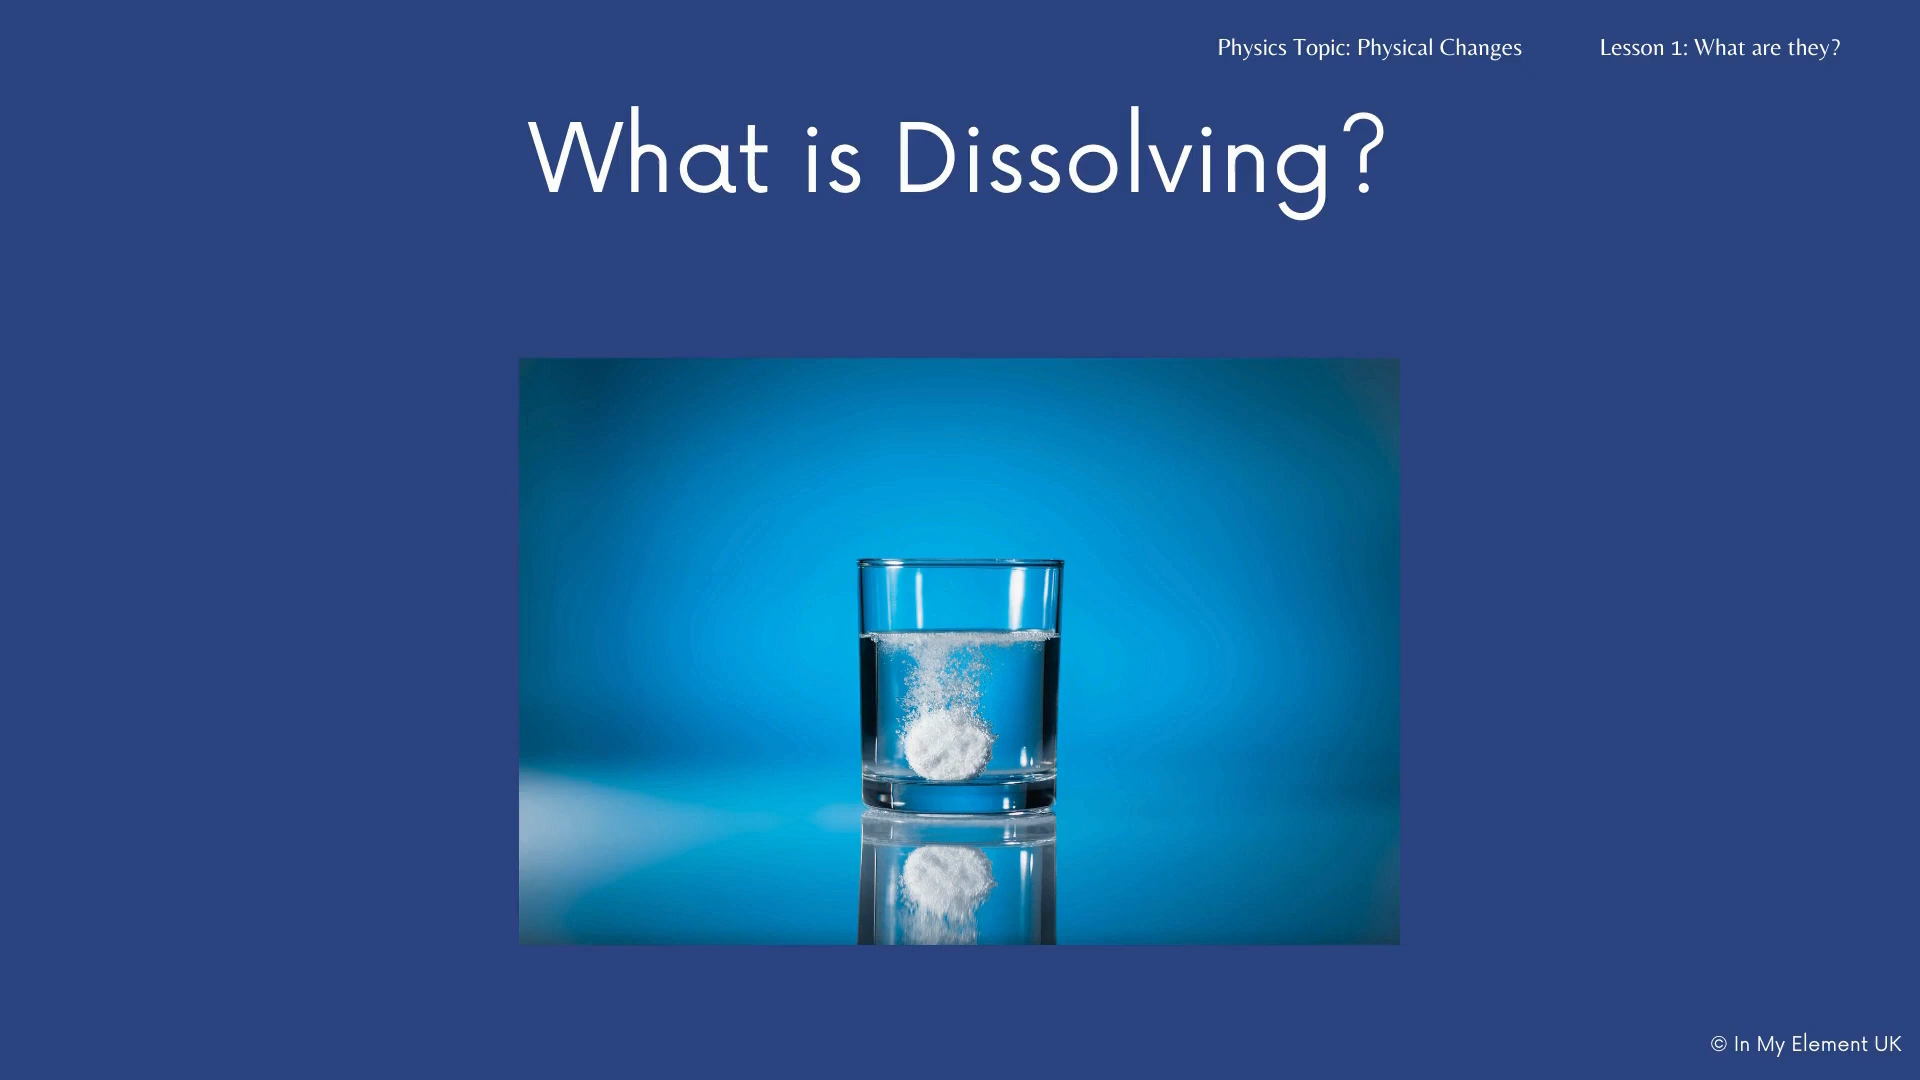 Physics Topic: Physical Changes
Lesson 1: What are they?
What is Dissolving?
© In My Element UK